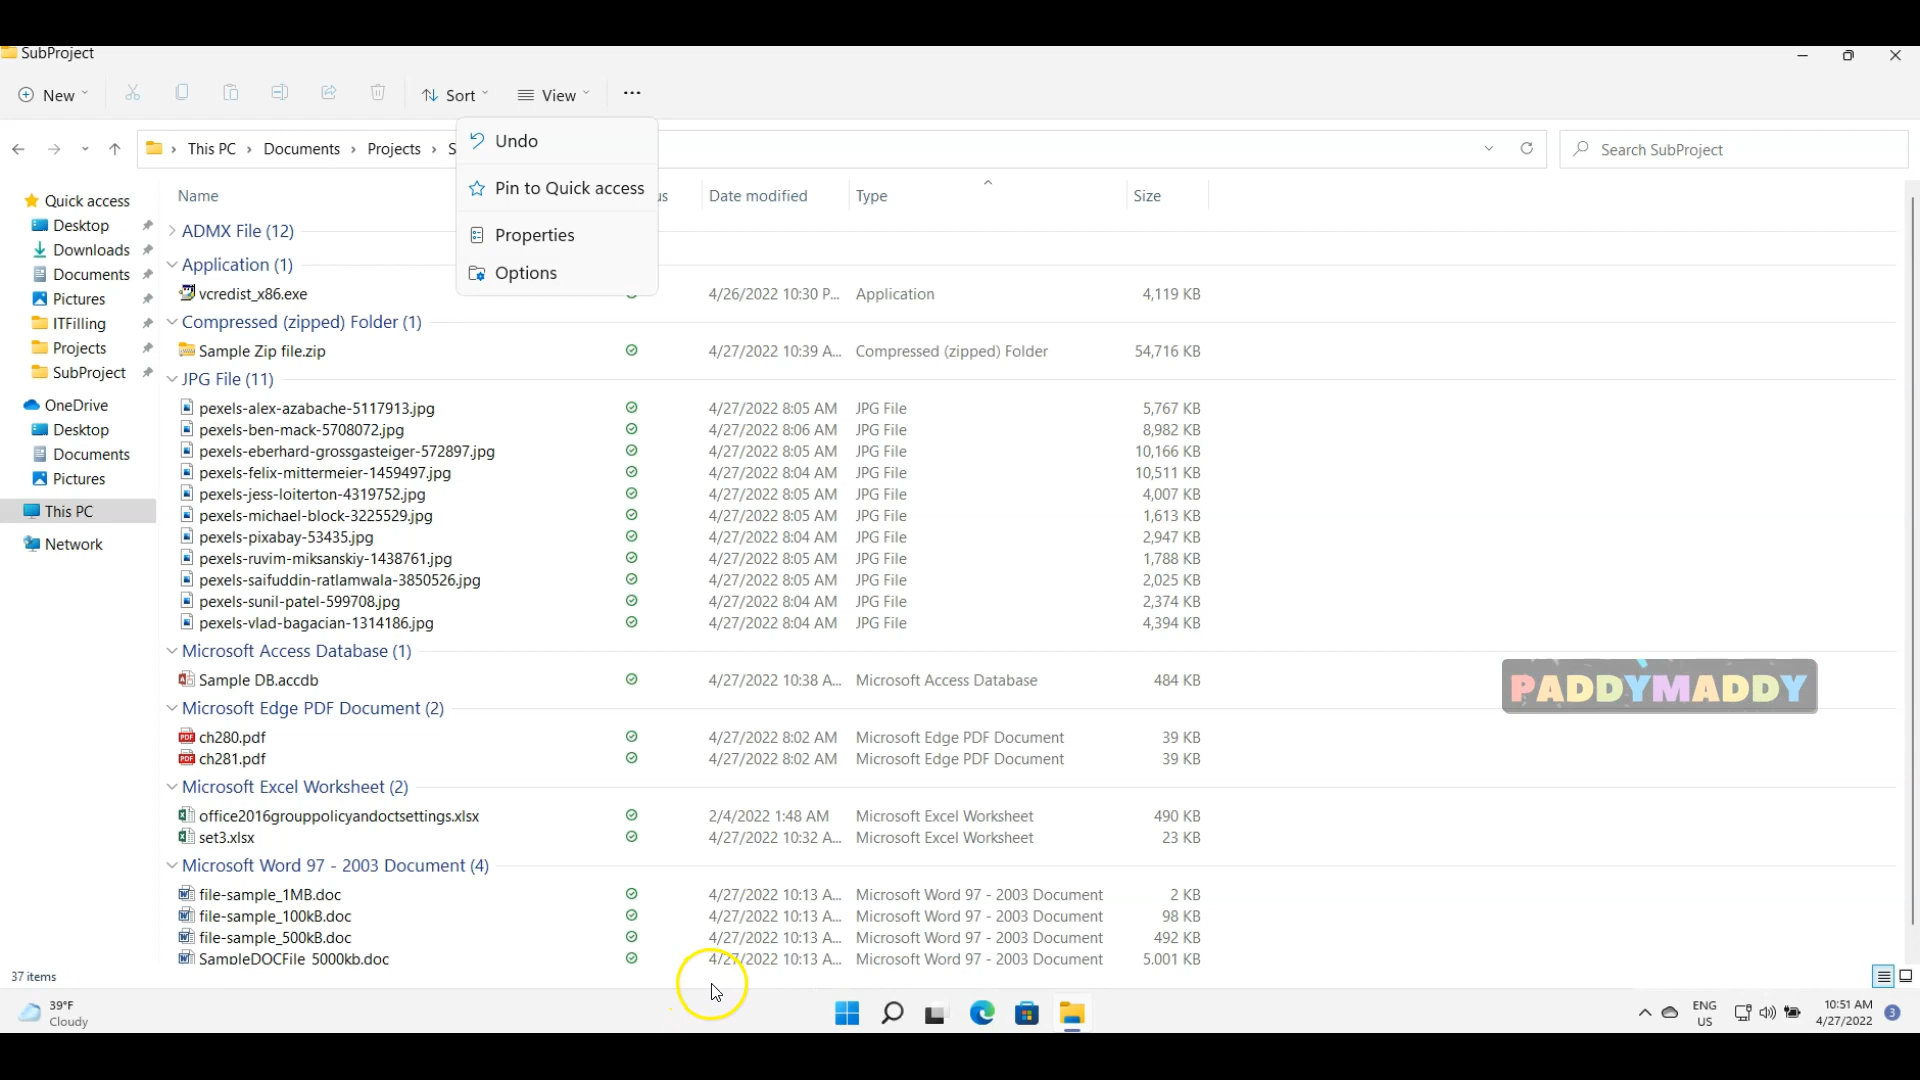 SubProject
New
Sort
View
This PC > Documents > Projects > S
Search SubProject
Undo
Pin to Quick access
Properties
Options
Name us Date modified Type Size
Quick access
Desktop
Downloads
Documents
Pictures
ITFilling
Projects
SubProject
OneDrive
Desktop
Documents
Pictures
This PC
Network
ADMX File (12)
Application (1)
vcredist_x86.exe 4/26/2022 10:30 P... Application 4,119 KB
Compressed (zipped) Folder (1)
Sample Zip file.zip 4/27/2022 10:39 A... Compressed (zipped) Folder 54,716 KB
JPG File (11)
pexels-alex-azabache-5117913.jpg 4/27/2022 8:05 AM JPG File 5,767 KB
pexels-ben-mack-5708072.jpg 4/27/2022 8:06 AM JPG File 8,982 KB
pexels-eberhard-grossgasteiger-572897.jpg 4/27/2022 8:05 AM JPG File 10,166 KB
pexels-felix-mittermeier-1459497.jpg 4/27/2022 8:04 AM JPG File 10,511 KB
pexels-jess-loiterton-4319752.jpg 4/27/2022 8:05 AM JPG File 4,007 KB
pexels-michael-block-3225529.jpg 4/27/2022 8:05 AM JPG File 1,613 KB
pexels-pixabay-53435.jpg 4/27/2022 8:04 AM JPG File 2,947 KB
pexels-ruvim-miksanskiy-1438761.jpg 4/27/2022 8:05 AM JPG File 1,788 KB
pexels-saifuddin-ratlamwala-3850526.jpg 4/27/2022 8:05 AM JPG File 2,025 KB
pexels-sunil-patel-599708.jpg 4/27/2022 8:04 AM JPG File 2,374 KB
pexels-vlad-bagacian-1314186.jpg 4/27/2022 8:04 AM JPG File 4,394 KB
Microsoft Access Database (1)
Sample DB.accdb 4/27/2022 10:38 A... Microsoft Access Database 484 KB
PADDYMADDY
Microsoft Edge PDF Document (2)
ch280.pdf 4/27/2022 8:02 AM Microsoft Edge PDF Document 39 KB
ch281.pdf 4/27/2022 8:02 AM Microsoft Edge PDF Document 39 KB
Microsoft Excel Worksheet (2)
office2016grouppolicyandoctsettings.xlsx 2/4/2022 1:48 AM Microsoft Excel Worksheet 490 KB
set3.xlsx 4/27/2022 10:32 A... Microsoft Excel Worksheet 23 KB
Microsoft Word 97 - 2003 Document (4)
file-sample_1MB.doc 4/27/2022 10:13 A... Microsoft Word 97 - 2003 Document 2 KB
file-sample_100kB.doc 4/27/2022 10:13 A... Microsoft Word 97 - 2003 Document 98 KB
file-sample_500kB.doc 4/27/2022 10:13 A... Microsoft Word 97 - 2003 Document 492 KB
SampleDOCFile_5000kb.doc 4/27/2022 10:13 A... Microsoft Word 97 - 2003 Document 5,001 KB
37 items
39°F
Cloudy
ENG
US
10:51 AM
4/27/2022
3